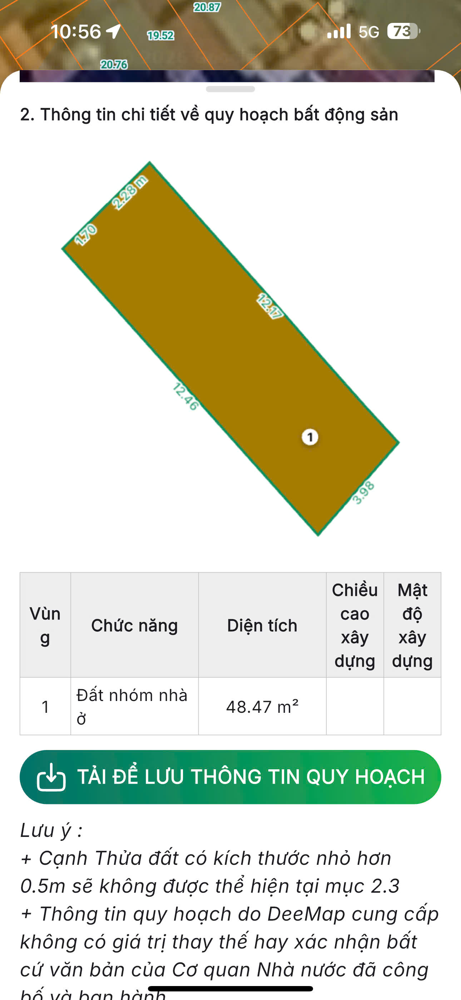 20.87
10:56
19.52
5G
73
20.76
2. Thông tin chi tiết về quy hoạch bất động sản
2.28 m
1.70
12.17
12.46
1
3.98
Vùn
g
Chức năng
Diện tích
Chiều
cao
xây
dựng
Mật
độ
xây
dựng
1
Đất nhóm nhà
ở
48.47 m²
TẢI ĐỂ LƯU THÔNG TIN QUY HOẠCH
Lưu ý :
+ Cạnh Thửa đất có kích thước nhỏ hơn
0.5m sẽ không được thể hiện tại mục 2.3
+ Thông tin quy hoạch do DeeMap cung cấp
không có giá trị thay thế hay xác nhận bất
cứ văn bản của Cơ quan Nhà nước đã công
bố và ban hành